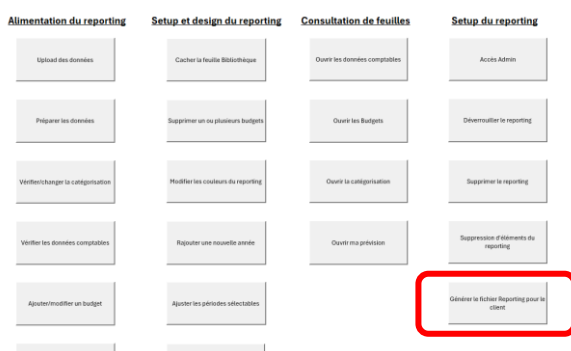 Alimentation du reporting
Setup et design du reporting
Consultation de feuilles
Setup du reporting
Upload des données
Cacher la feuille Bibliothèque
Ouvrir les données comptables
Accès Admin
Préparer les données
Supprimer un ou plusieurs budgets
Ouvrir les Budgets
Déverrouiller le reporting
Vérifier/changer la catégorisation
Modifier les couleurs du reporting
Ouvrir la catégorisation
Supprimer le reporting
Vérifier les données comptables
Rajouter une nouvelle année
Ouvrir ma prévision
Suppression d'éléments du
reporting
Ajouter/modifier un budget
Ajuster les périodes sélectables
Générer le fichier Reporting pour le
client